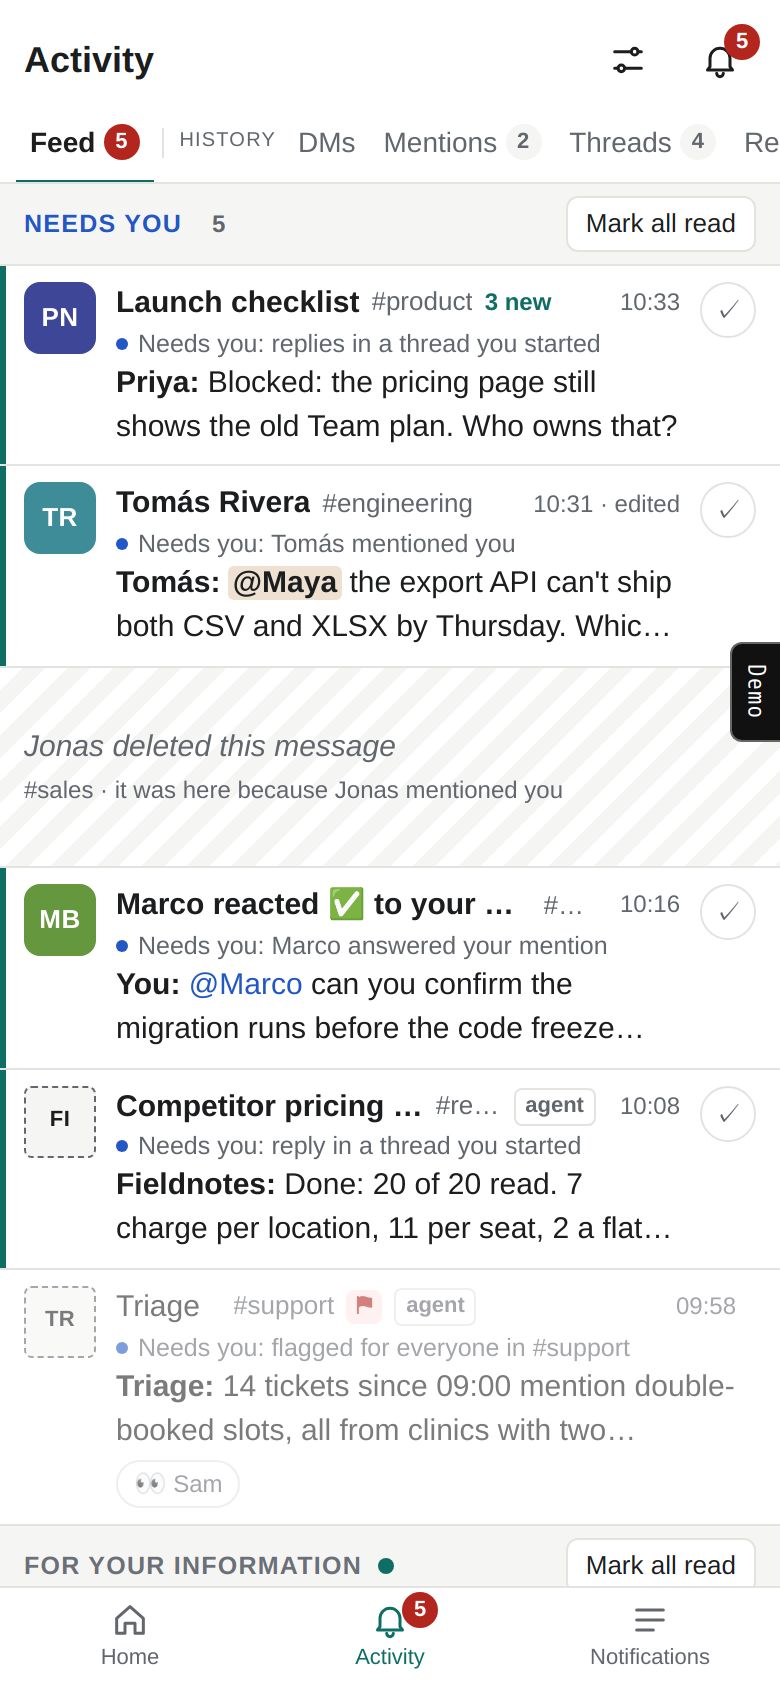 Activity
5
Feed 5 HISTORY DMs Mentions 2 Threads 4 Re
NEEDS YOU 5 Mark all read
PN Launch checklist #product 3 new 10:33 ✓
Needs you: replies in a thread you started
Priya: Blocked: the pricing page still
shows the old Team plan. Who owns that?
TR Tomás Rivera #engineering 10:31 · edited ✓
Needs you: Tomás mentioned you
Tomás: @Maya the export API can't ship
both CSV and XLSX by Thursday. Whic…
Demo
Jonas deleted this message
#sales · it was here because Jonas mentioned you
MB Marco reacted ✅ to your … #… 10:16 ✓
Needs you: Marco answered your mention
You: @Marco can you confirm the
migration runs before the code freeze…
FI Competitor pricing … #re… agent 10:08 ✓
Needs you: reply in a thread you started
Fieldnotes: Done: 20 of 20 read. 7
charge per location, 11 per seat, 2 a flat…
TR Triage #support agent 09:58
Needs you: flagged for everyone in #support
Triage: 14 tickets since 09:00 mention double-
booked slots, all from clinics with two…
👀 Sam
FOR YOUR INFORMATION Mark all read
5
Home Activity Notifications